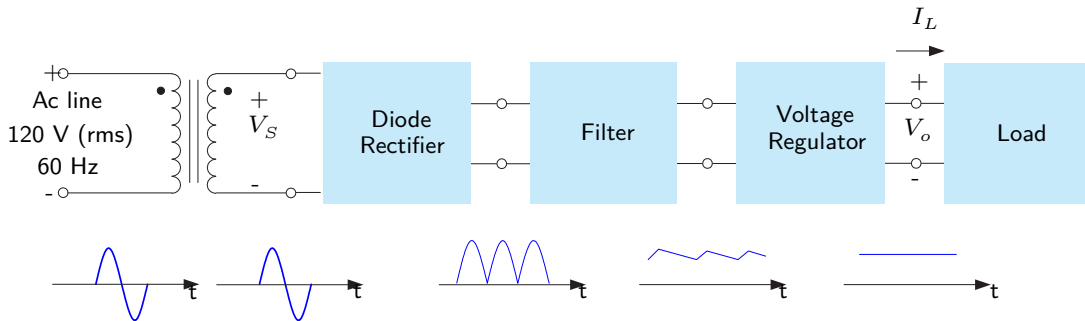 I_L
+
Ac line
120 V (rms)
60 Hz
-
+
V_S
-
Diode
Rectifier
Filter
Voltage
Regulator
+
V_o
-
Load
t
t
t
t
t